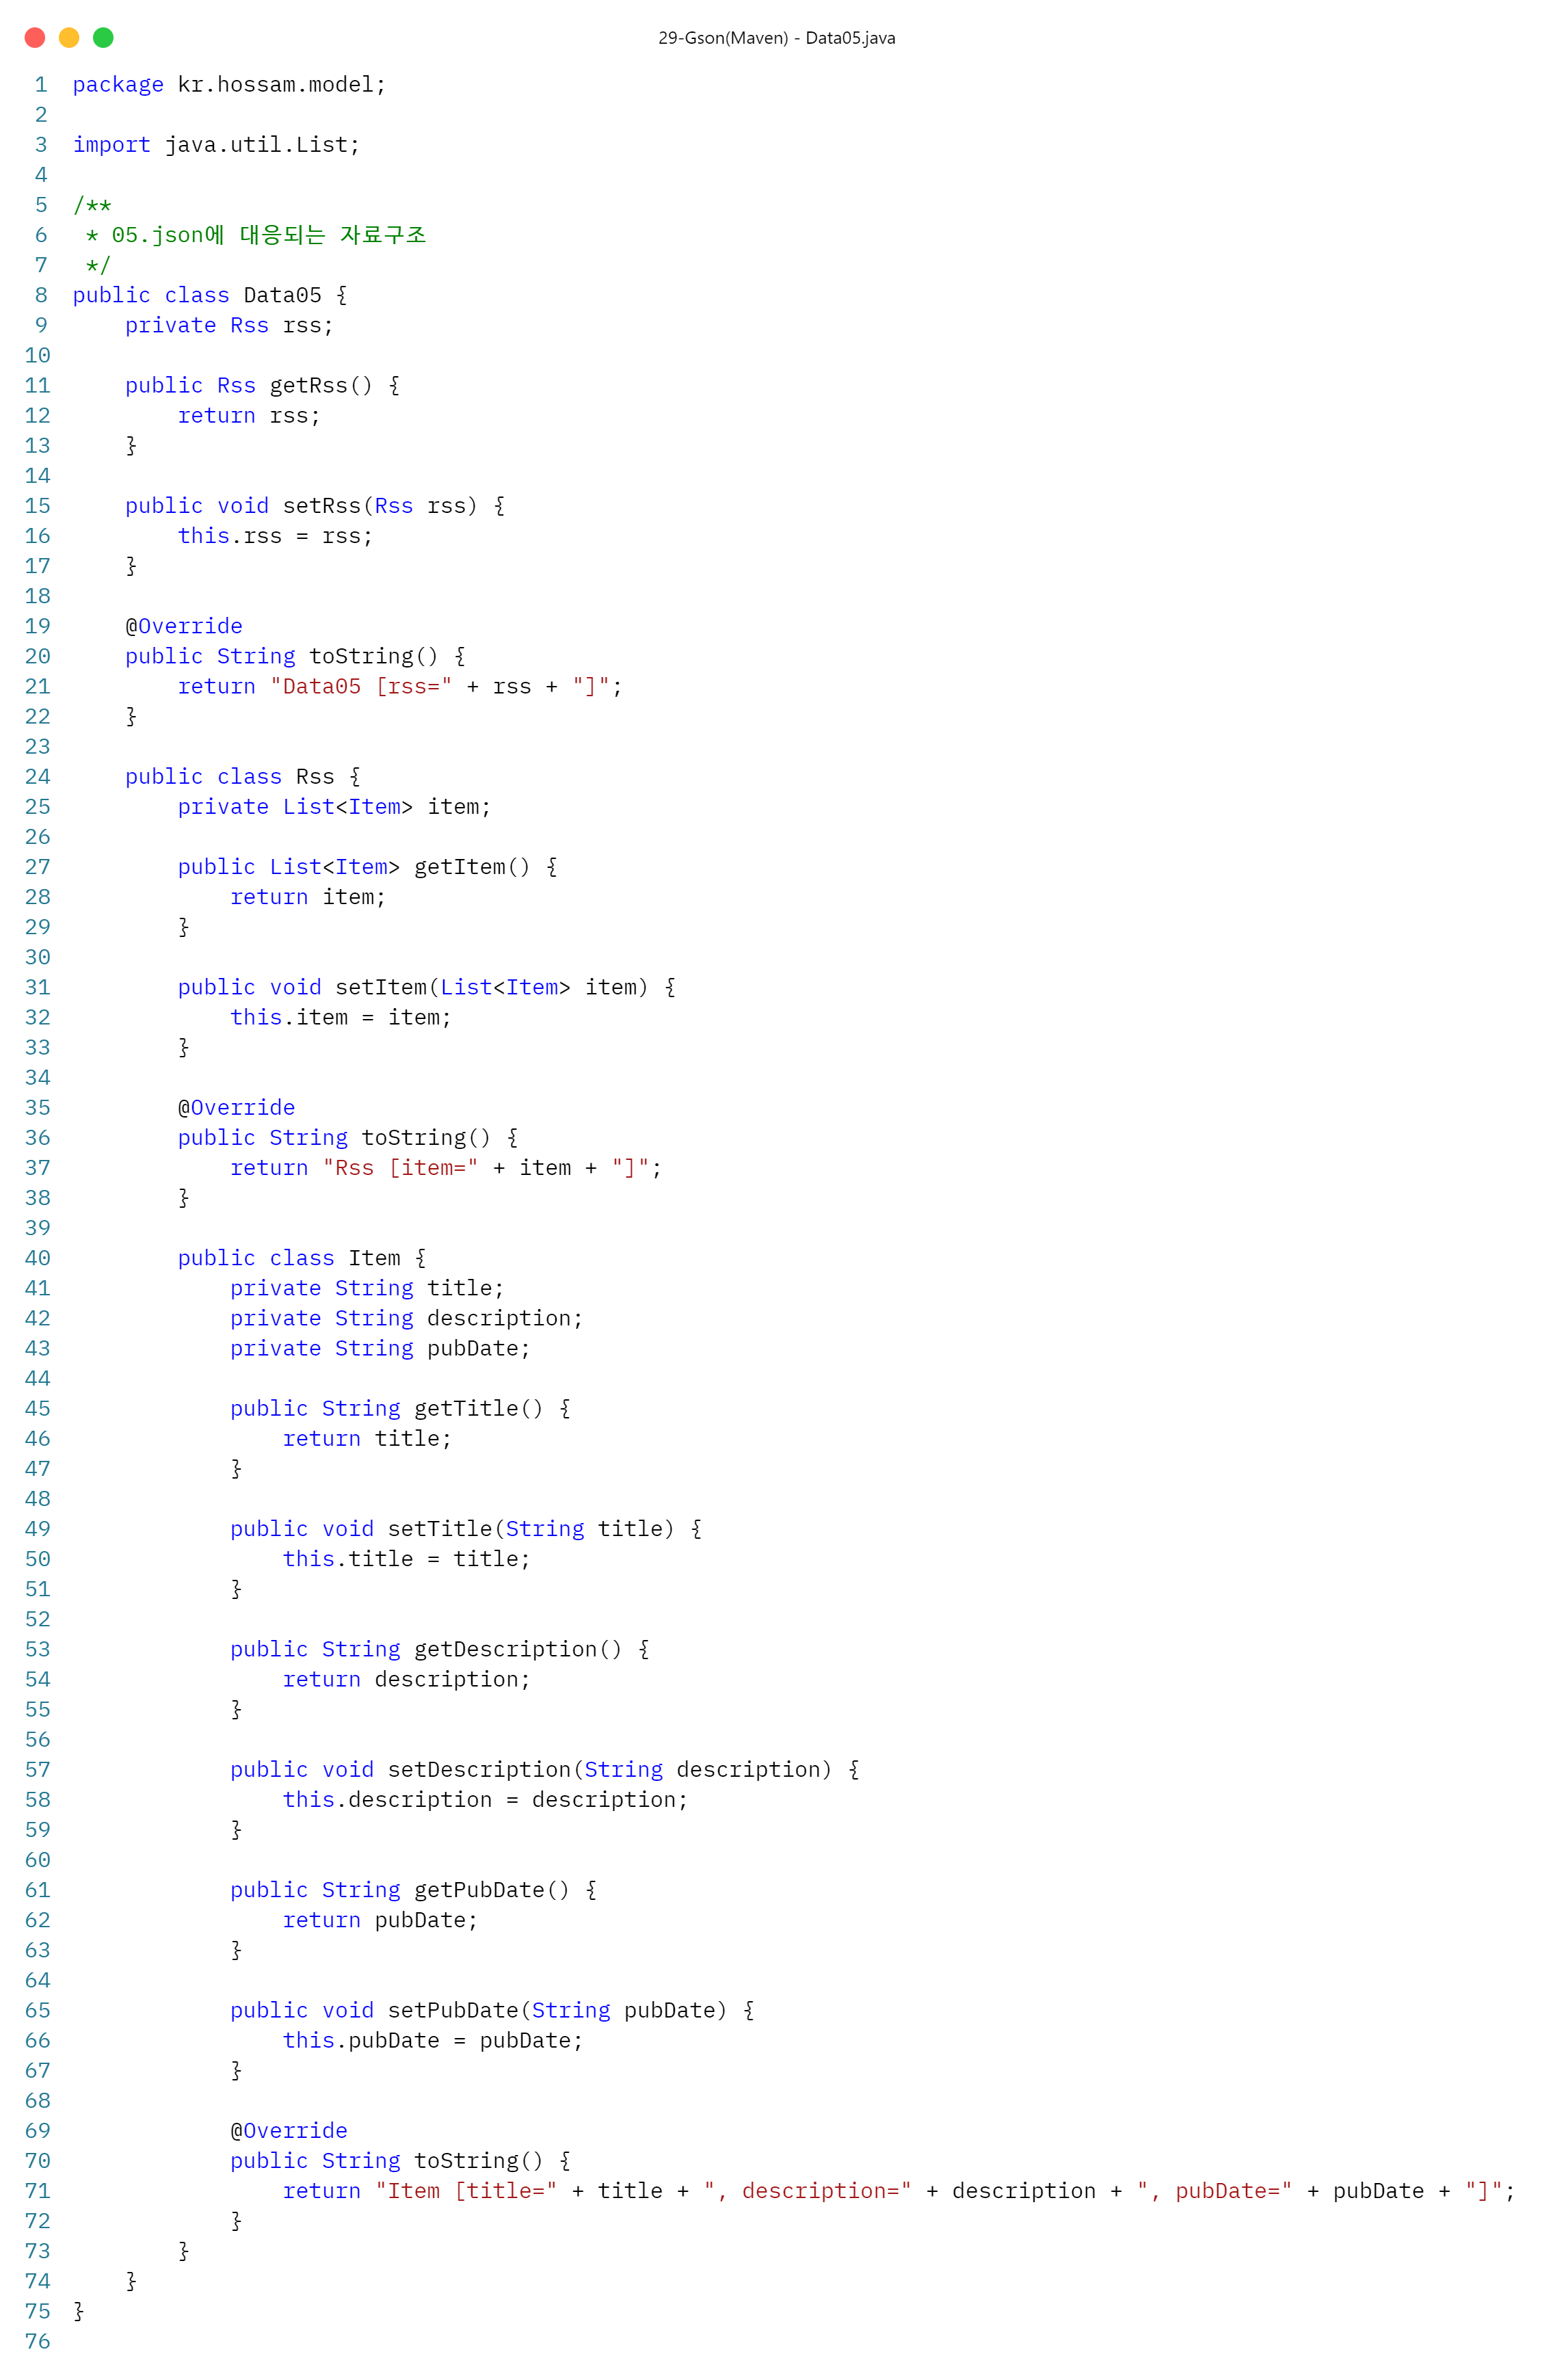 29-Gson(Maven) - Data05.java
1 package kr.hossam.model;
2
3 import java.util.List;
4
5 /**
6  * 05.json에 대응되는 자료구조
7  */
8 public class Data05 {
9     private Rss rss;
10
11     public Rss getRss() {
12         return rss;
13     }
14
15     public void setRss(Rss rss) {
16         this.rss = rss;
17     }
18
19     @Override
20     public String toString() {
21         return "Data05 [rss=" + rss + "]";
22     }
23
24     public class Rss {
25         private List<Item> item;
26
27         public List<Item> getItem() {
28             return item;
29         }
30
31         public void setItem(List<Item> item) {
32             this.item = item;
33         }
34
35         @Override
36         public String toString() {
37             return "Rss [item=" + item + "]";
38         }
39
40         public class Item {
41             private String title;
42             private String description;
43             private String pubDate;
44
45             public String getTitle() {
46                 return title;
47             }
48
49             public void setTitle(String title) {
50                 this.title = title;
51             }
52
53             public String getDescription() {
54                 return description;
55             }
56
57             public void setDescription(String description) {
58                 this.description = description;
59             }
60
61             public String getPubDate() {
62                 return pubDate;
63             }
64
65             public void setPubDate(String pubDate) {
66                 this.pubDate = pubDate;
67             }
68
69             @Override
70             public String toString() {
71                 return "Item [title=" + title + ", description=" + description + ", pubDate=" + pubDate + "]";
72             }
73         }
74     }
75 }
76